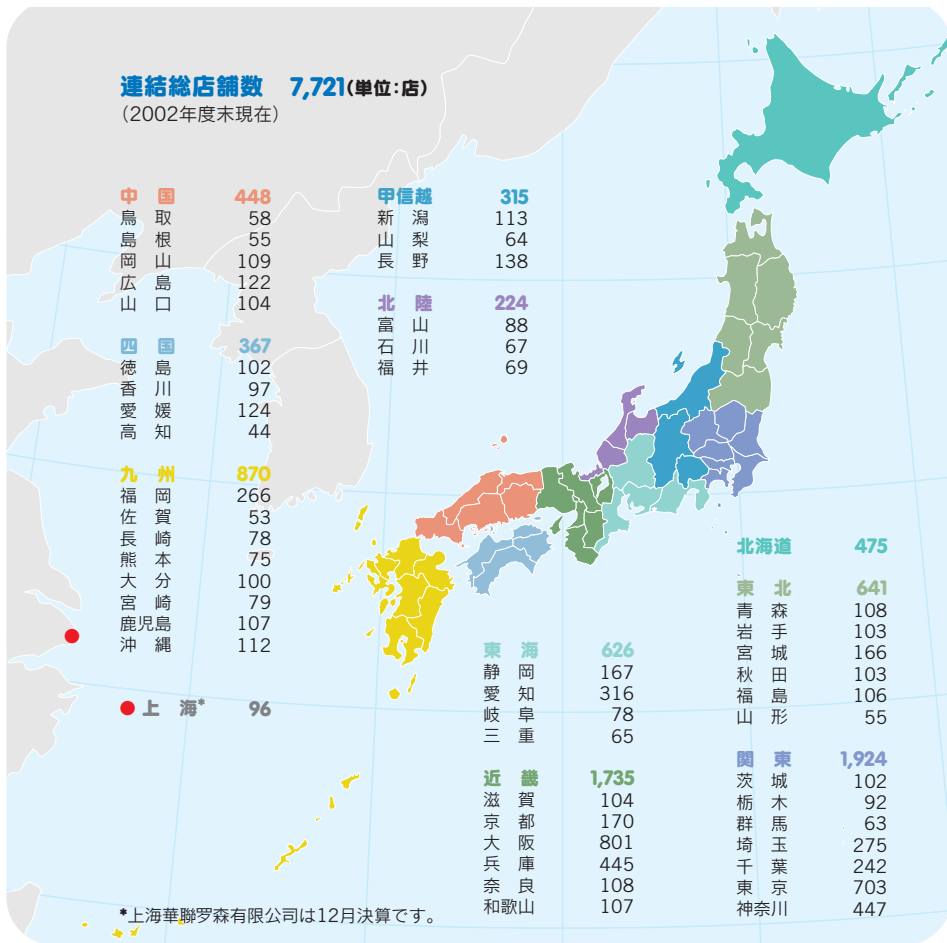 連結総店舗数 7,721(単位:店)
(2002年度末現在)
中国 448
鳥取 58
島根 55
岡山 109
広島 122
山口 104
四国 367
徳島 102
香川 97
愛媛 124
高知 44
九州 870
福岡 266
佐賀 53
長崎 78
熊本 75
大分 100
宮崎 79
鹿児島 107
沖縄 112
上海* 96
甲信越 315
新潟 113
山梨 64
長野 138
北陸 224
富山 88
石川 67
福井 69
東海 626
静岡 167
愛知 316
岐阜 78
三重 65
近畿 1,735
滋賀 104
京都 170
大阪 801
兵庫 445
奈良 108
和歌山 107
北海道 475
東北 641
青森 108
岩手 103
宮城 166
秋田 103
福島 106
山形 55
関東 1,924
茨城 102
栃木 92
群馬 63
埼玉 275
千葉 242
東京 703
神奈川 447
*上海華聯罗森有限公司は12月決算です。